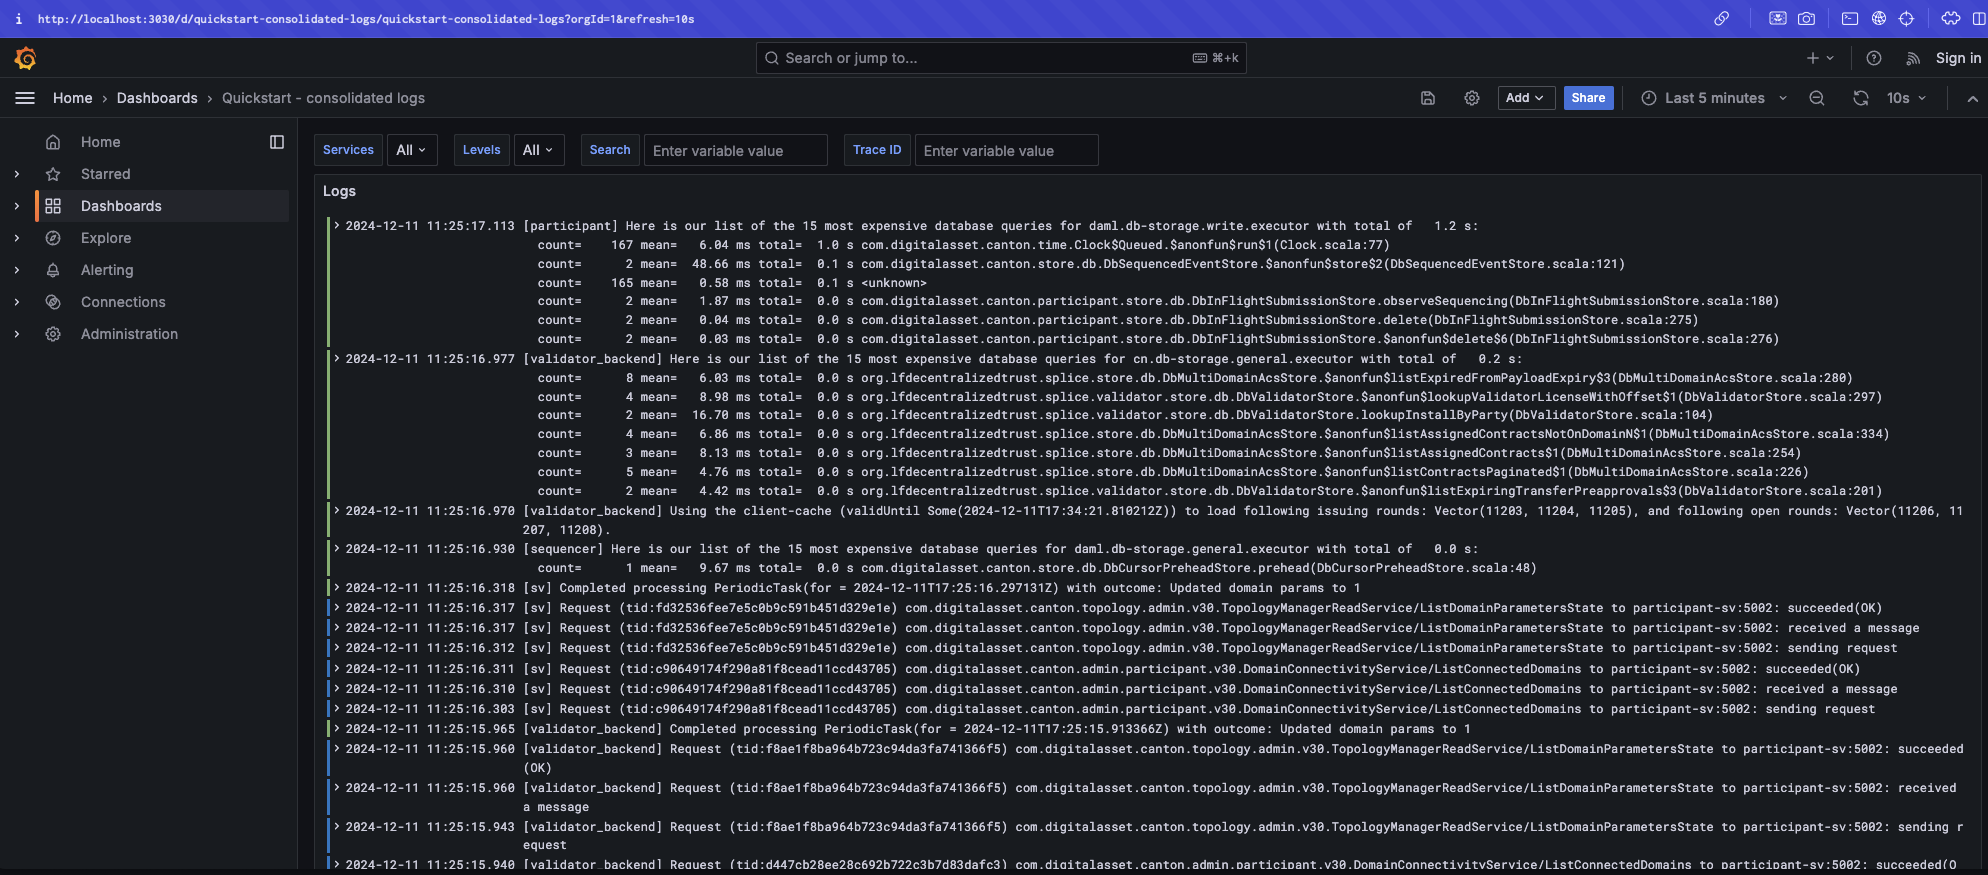 http://localhost:3030/d/quickstart-consolidated-logs/quickstart-consolidated-logs?orgId=1&refresh=10s
Search or jump to...
⌘+k
Sign in
Home › Dashboards › Quickstart - consolidated logs
Add
Share
Last 5 minutes
10s
Home
Starred
Dashboards
Explore
Alerting
Connections
Administration
Services All
Levels All
Search Enter variable value
Trace ID Enter variable value
Logs
2024-12-11 11:25:17.113 [participant] Here is our list of the 15 most expensive database queries for daml.db-storage.write.executor with total of 1.2 s:
count= 167 mean= 6.04 ms total= 1.0 s com.digitalasset.canton.time.Clock$Queued.$anonfun$run$1(Clock.scala:77)
count= 2 mean= 48.66 ms total= 0.1 s com.digitalasset.canton.store.db.DbSequencedEventStore.$anonfun$store$2(DbSequencedEventStore.scala:121)
count= 165 mean= 0.58 ms total= 0.1 s <unknown>
count= 2 mean= 1.87 ms total= 0.0 s com.digitalasset.canton.participant.store.db.DbInFlightSubmissionStore.observeSequencing(DbInFlightSubmissionStore.scala:180)
count= 2 mean= 0.04 ms total= 0.0 s com.digitalasset.canton.participant.store.db.DbInFlightSubmissionStore.delete(DbInFlightSubmissionStore.scala:275)
count= 2 mean= 0.03 ms total= 0.0 s com.digitalasset.canton.participant.store.db.DbInFlightSubmissionStore.$anonfun$delete$6(DbInFlightSubmissionStore.scala:276)
2024-12-11 11:25:16.977 [validator_backend] Here is our list of the 15 most expensive database queries for cn.db-storage.general.executor with total of 0.2 s:
count= 8 mean= 6.03 ms total= 0.0 s org.lfdecentralizedtrust.splice.store.db.DbMultiDomainAcsStore.$anonfun$listExpiredFromPayloadExpiry$3(DbMultiDomainAcsStore.scala:280)
count= 4 mean= 8.98 ms total= 0.0 s org.lfdecentralizedtrust.splice.validator.store.db.DbValidatorStore.$anonfun$lookupValidatorLicenseWithOffset$1(DbValidatorStore.scala:297)
count= 2 mean= 16.70 ms total= 0.0 s org.lfdecentralizedtrust.splice.validator.store.db.DbValidatorStore.lookupInstallByParty(DbValidatorStore.scala:104)
count= 4 mean= 6.86 ms total= 0.0 s org.lfdecentralizedtrust.splice.store.db.DbMultiDomainAcsStore.$anonfun$listAssignedContractsNotOnDomainN$1(DbMultiDomainAcsStore.scala:334)
count= 3 mean= 8.13 ms total= 0.0 s org.lfdecentralizedtrust.splice.store.db.DbMultiDomainAcsStore.$anonfun$listAssignedContracts$1(DbMultiDomainAcsStore.scala:254)
count= 5 mean= 4.76 ms total= 0.0 s org.lfdecentralizedtrust.splice.store.db.DbMultiDomainAcsStore.$anonfun$listContractsPaginated$1(DbMultiDomainAcsStore.scala:226)
count= 2 mean= 4.42 ms total= 0.0 s org.lfdecentralizedtrust.splice.validator.store.db.DbValidatorStore.$anonfun$listExpiringTransferPreapprovals$3(DbValidatorStore.scala:201)
2024-12-11 11:25:16.970 [validator_backend] Using the client-cache (validUntil Some(2024-12-11T17:34:21.810212Z)) to load following issuing rounds: Vector(11203, 11204, 11205), and following open rounds: Vector(11206, 11
207, 11208).
2024-12-11 11:25:16.930 [sequencer] Here is our list of the 15 most expensive database queries for daml.db-storage.general.executor with total of 0.0 s:
count= 1 mean= 9.67 ms total= 0.0 s com.digitalasset.canton.store.db.DbCursorPreheadStore.prehead(DbCursorPreheadStore.scala:48)
2024-12-11 11:25:16.318 [sv] Completed processing PeriodicTask(for = 2024-12-11T17:25:16.297131Z) with outcome: Updated domain params to 1
2024-12-11 11:25:16.317 [sv] Request (tid:fd32536fee7e5c0b9c591b451d329e1e) com.digitalasset.canton.topology.admin.v30.TopologyManagerReadService/ListDomainParametersState to participant-sv:5002: succeeded(OK)
2024-12-11 11:25:16.317 [sv] Request (tid:fd32536fee7e5c0b9c591b451d329e1e) com.digitalasset.canton.topology.admin.v30.TopologyManagerReadService/ListDomainParametersState to participant-sv:5002: received a message
2024-12-11 11:25:16.312 [sv] Request (tid:fd32536fee7e5c0b9c591b451d329e1e) com.digitalasset.canton.topology.admin.v30.TopologyManagerReadService/ListDomainParametersState to participant-sv:5002: sending request
2024-12-11 11:25:16.311 [sv] Request (tid:c90649174f290a81f8cead11ccd43705) com.digitalasset.canton.admin.participant.v30.DomainConnectivityService/ListConnectedDomains to participant-sv:5002: succeeded(OK)
2024-12-11 11:25:16.310 [sv] Request (tid:c90649174f290a81f8cead11ccd43705) com.digitalasset.canton.admin.participant.v30.DomainConnectivityService/ListConnectedDomains to participant-sv:5002: received a message
2024-12-11 11:25:16.303 [sv] Request (tid:c90649174f290a81f8cead11ccd43705) com.digitalasset.canton.admin.participant.v30.DomainConnectivityService/ListConnectedDomains to participant-sv:5002: sending request
2024-12-11 11:25:15.965 [validator_backend] Completed processing PeriodicTask(for = 2024-12-11T17:25:15.913366Z) with outcome: Updated domain params to 1
2024-12-11 11:25:15.960 [validator_backend] Request (tid:f8ae1f8ba964b723c94da3fa741366f5) com.digitalasset.canton.topology.admin.v30.TopologyManagerReadService/ListDomainParametersState to participant-sv:5002: succeeded
(OK)
2024-12-11 11:25:15.960 [validator_backend] Request (tid:f8ae1f8ba964b723c94da3fa741366f5) com.digitalasset.canton.topology.admin.v30.TopologyManagerReadService/ListDomainParametersState to participant-sv:5002: received
a message
2024-12-11 11:25:15.943 [validator_backend] Request (tid:f8ae1f8ba964b723c94da3fa741366f5) com.digitalasset.canton.topology.admin.v30.TopologyManagerReadService/ListDomainParametersState to participant-sv:5002: sending r
equest
2024-12-11 11:25:15.940 [validator_backend] Request (tid:d447cb28ee28c692b722c3b7d83dafc3) com.digitalasset.canton.admin.participant.v30.DomainConnectivityService/ListConnectedDomains to participant-sv:5002: succeeded(O